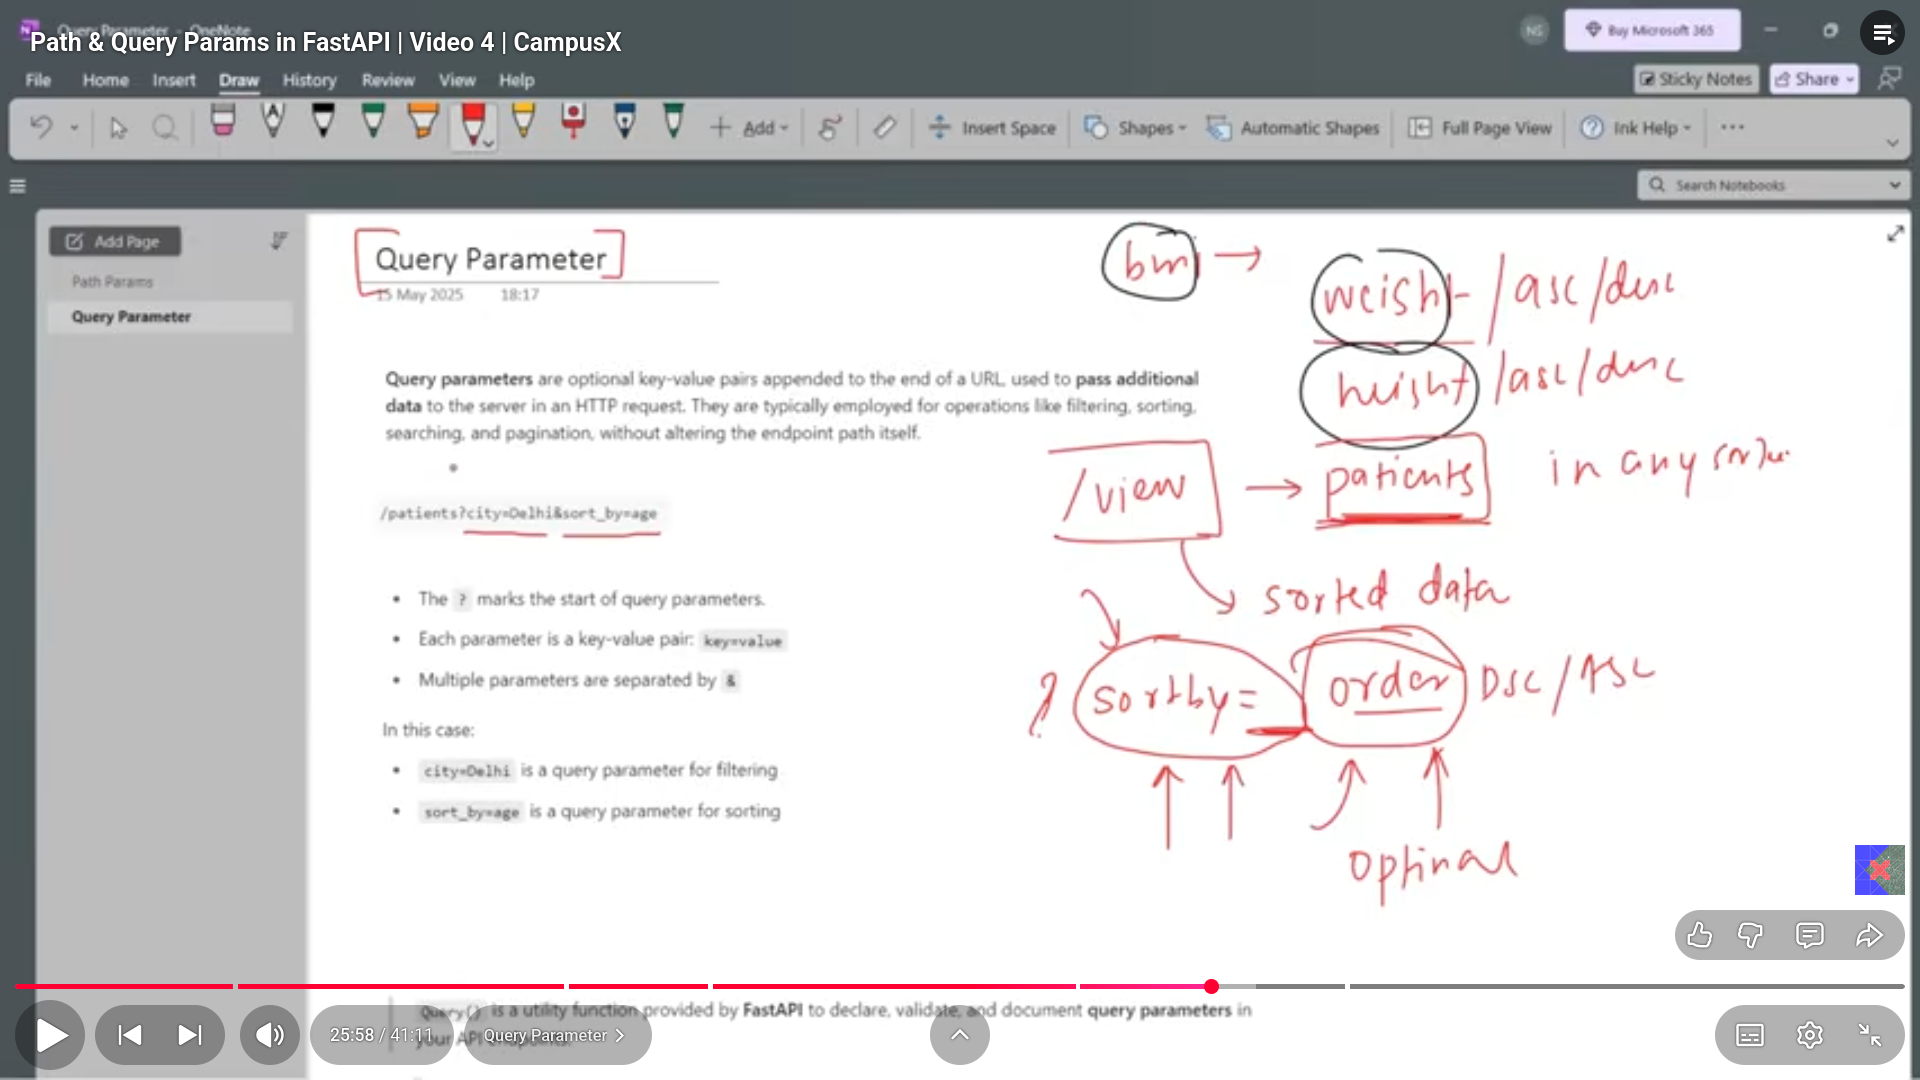 Path & Query Params in FastAPI | Video 4 | CampusX
NS
Buy Microsoft 365
File Home Insert Draw History Review View Help
Sticky Notes
Share
Add
Insert Space
Shapes
Automatic Shapes
Full Page View
Ink Help
Search Notebooks
Add Page
Path Params
Query Parameter
Query Parameter
15 May 2025 18:17
bmi →
weight /asc/desc
height /asc/desc
Query parameters are optional key-value pairs appended to the end of a URL, used to pass additional
data to the server in an HTTP request. They are typically employed for operations like filtering, sorting,
searching, and pagination, without altering the endpoint path itself.
/view → patients in any
/patients?city=Delhi&sort_by=age
sorted data
• The ? marks the start of query parameters.
• Each parameter is a key-value pair: key=value
• Multiple parameters are separated by &
? sortby= order DSC/ASC
In this case:
• city=Delhi is a query parameter for filtering
• sort_by=age is a query parameter for sorting
Optinal
Query() is a utility function provided by FastAPI to declare, validate, and document query parameters in
your API endpoints.
25:58 / 41:11
Query Parameter